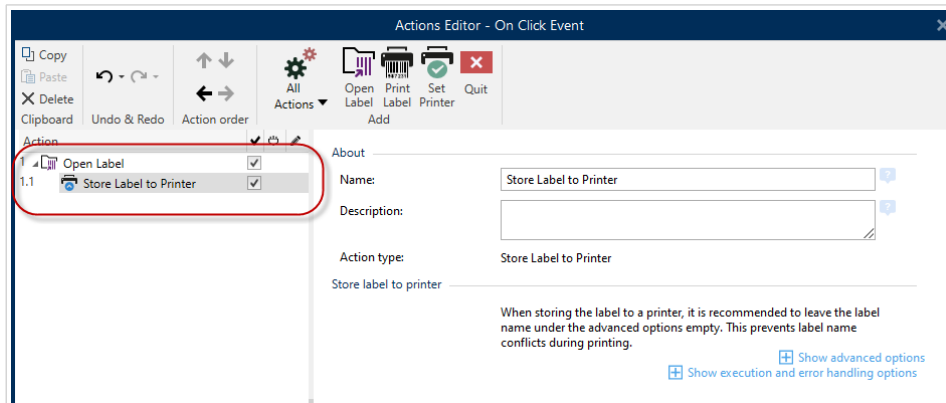 Actions Editor - On Click Event
Copy
Paste
Delete
Clipboard
Undo & Redo
Action order
All
Actions
Open
Label
Print
Label
Set
Printer
Quit
Add
Action
1 Open Label
1.1 Store Label to Printer
About
Name: Store Label to Printer
Description:
Action type: Store Label to Printer
Store label to printer
When storing the label to a printer, it is recommended to leave the label
name under the advanced options empty. This prevents label name
conflicts during printing.
Show advanced options
Show execution and error handling options